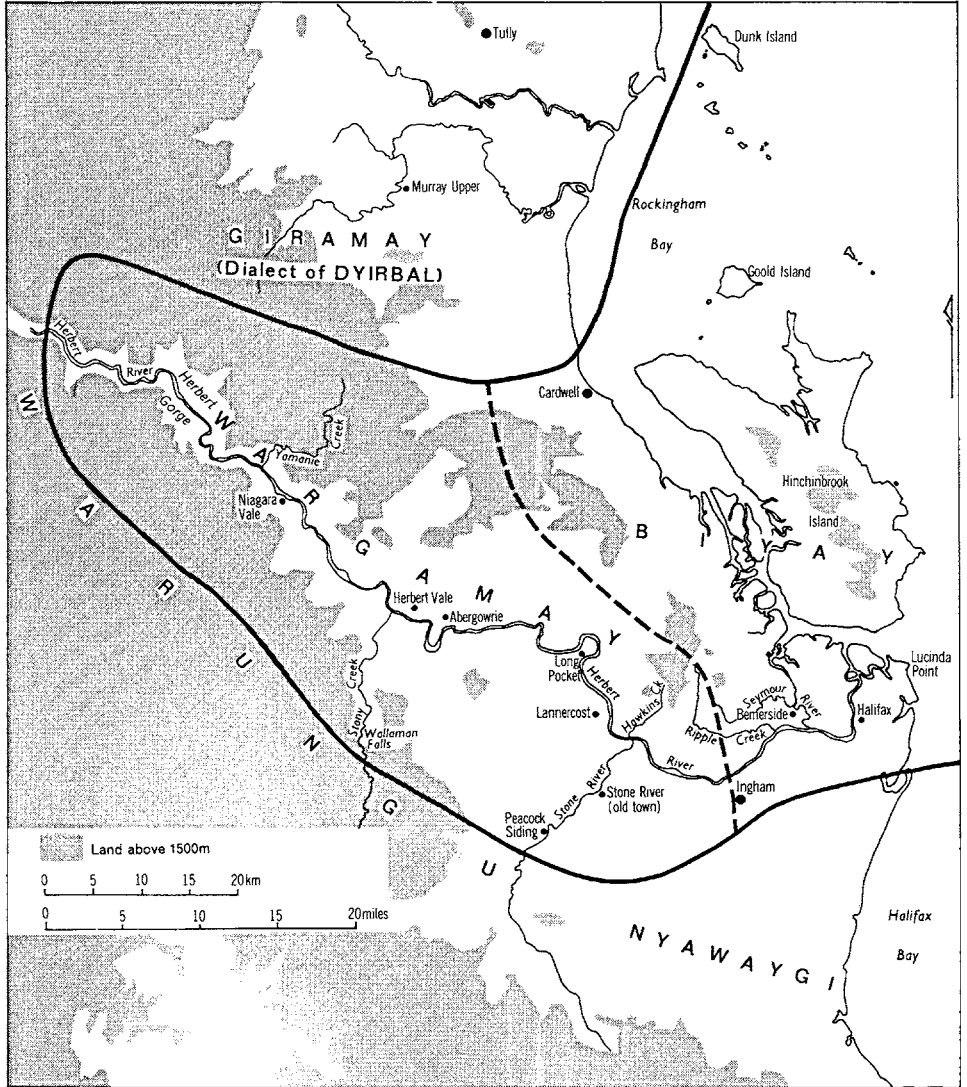 Tully
Dunk Island
Murray Upper
Rockingham
Bay
GIRAMAY
(Dialect of DYIRBAL)
Goold Island
Herbert
River
Herbert
Gorge
Cardwell
Yamanie
Creek
Hinchinbrook
Island
Niagara
Vale
WARGAMAY
BIYAY
WARUNGU
Herbert Vale
Abergowrie
Long
Pocket
Herbert
River
Lucinda
Point
Stony
Creek
Lannercost
Hawkins Ck
Seymour
River
Bemerside
Halifax
Ripple
Creek
Wallaman
Falls
Stone River
Stone River
(old town)
Ingham
Peacock
Siding
Land above 1500m
0 5 10 15 20km
0 5 10 15 20miles
NYAWAYGI
Halifax
Bay